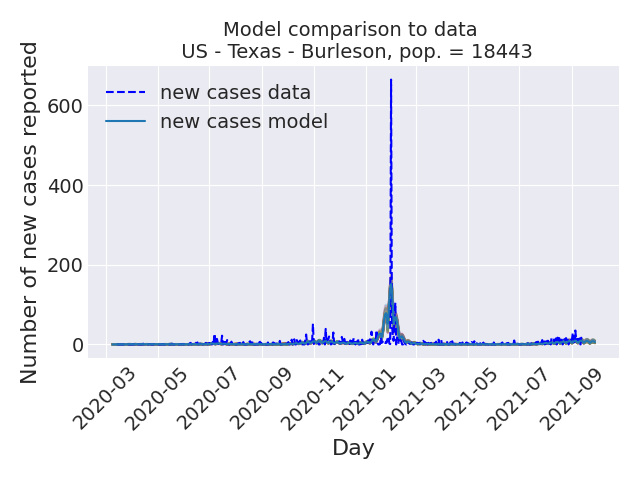 Model comparison to data
US - Texas - Burleson, pop. = 18443
Number of new cases reported
600
400
200
0
new cases data
new cases model
2020-03
2020-05
2020-07
2020-09
2020-11
2021-01
2021-03
2021-05
2021-07
2021-09
Day